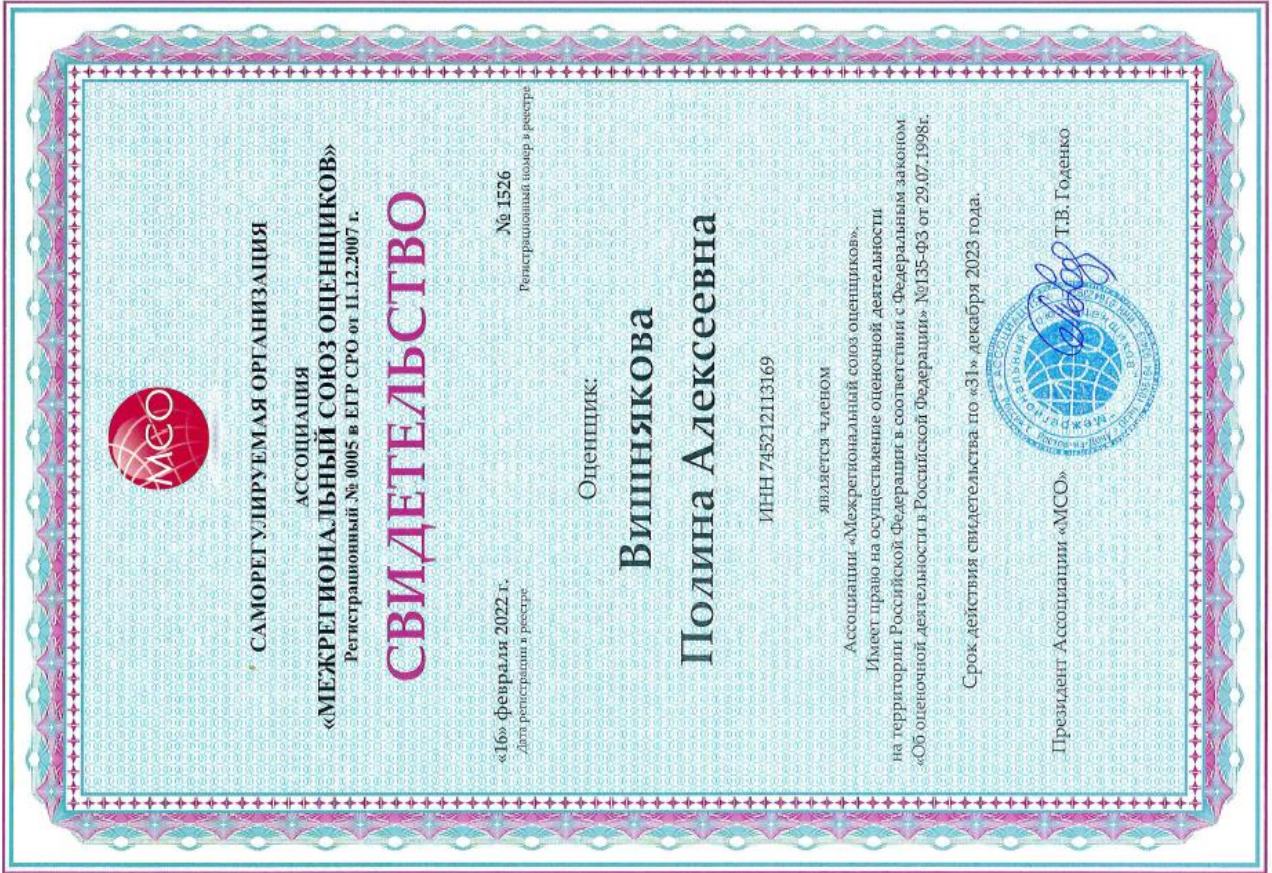 МСО
САМОРЕГУЛИРУЕМАЯ ОРГАНИЗАЦИЯ
АССОЦИАЦИЯ
«МЕЖРЕГИОНАЛЬНЫЙ СОЮЗ ОЦЕНЩИКОВ»
Регистрационный № 0005 в ЕГР СРО от 11.12.2007 г.
СВИДЕТЕЛЬСТВО
«16» февраля 2022 г. № 1526
Дата регистрации в реестре Регистрационный номер в реестре
Оценщик:
Вишнякова
Полина Алексеевна
ИНН 745212113169
является членом
Ассоциации «Межрегиональный союз оценщиков».
Имеет право на осуществление оценочной деятельности
на территории Российской Федерации в соответствии с Федеральным законом
«Об оценочной деятельности в Российской Федерации» №135-ФЗ от 29.07.1998г.
Срок действия свидетельства по «31» декабря 2023 года.
Президент Ассоциации «МСО» Т.В. Годенко